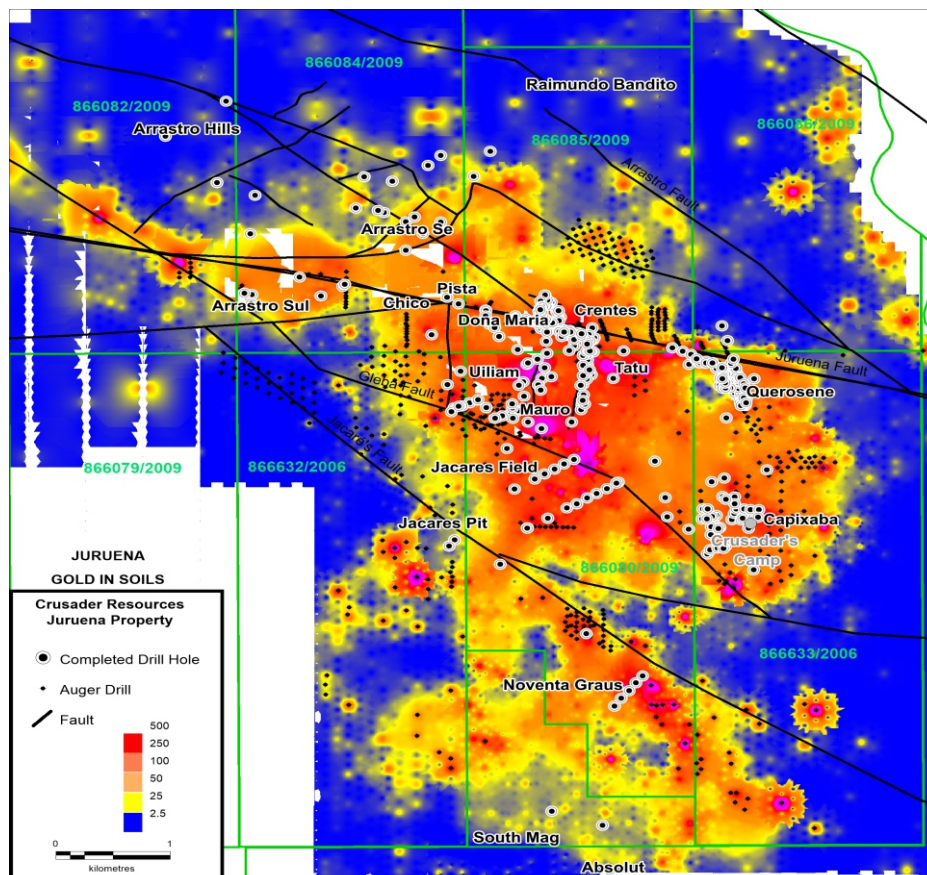 866084/2009
Raimundo Bandito
866082/2009
Arrastro Hills
866086/2009
866085/2009
Arrastro Fault
Arrastro Se
Pista
Arrastro Sul
Chico
Doña Maria
Crentes
Juruena Fault
Uiliam
Tatu
Gleba Fault
Querosene
Mauro
Jacare's Fault
866079/2009
866632/2006
Jacares Field
Jacares Pit
Capixaba
Crusader's
Camp
866080/2009
JURUENA
GOLD IN SOILS
Crusader Resources
Juruena Property
Completed Drill Hole
Auger Drill
Fault
866633/2006
Noventa Graus
500
250
100
50
25
2.5
0 1
kilometres
South Mag
Absolut